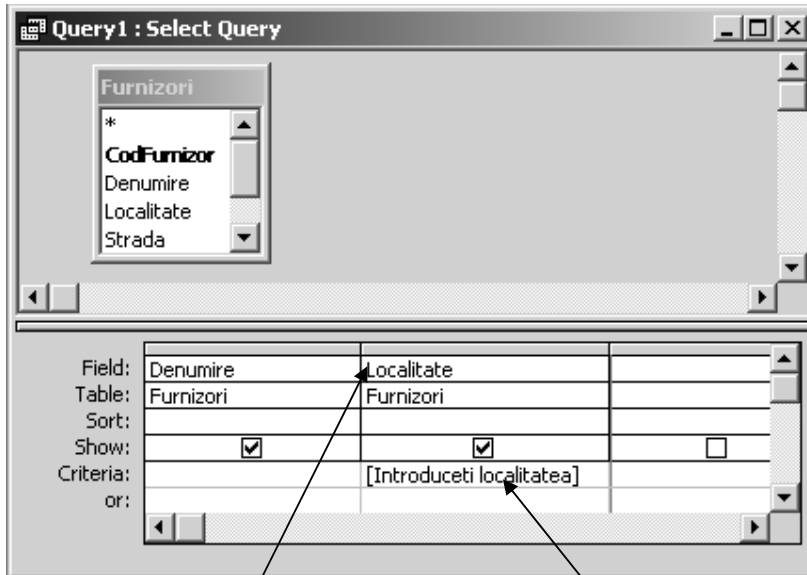 Query1 : Select Query
Furnizori
*
CodFurnizor
Denumire
Localitate
Strada
Field: Denumire Localitate
Table: Furnizori Furnizori
Sort:
Show:
Criteria: [Introduceti localitatea]
or: